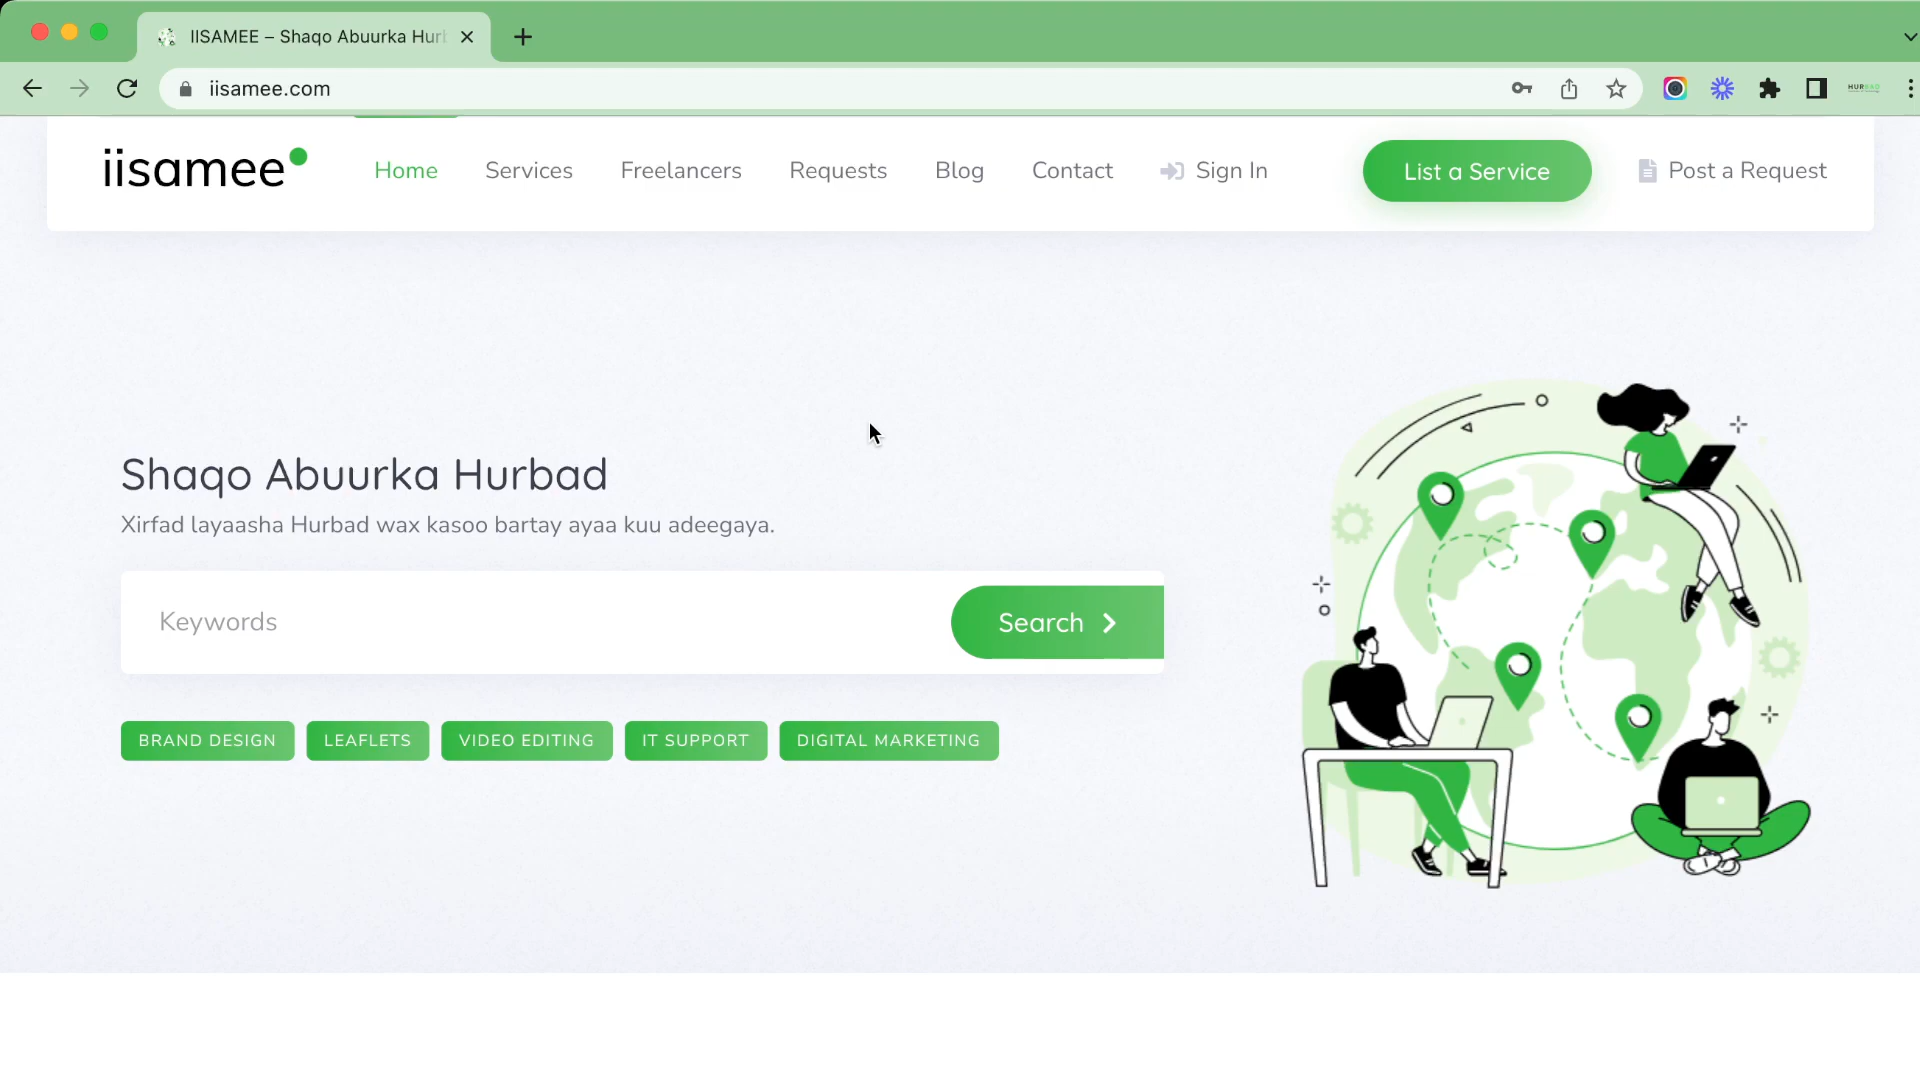 IISAMEE – Shaqo Abuurka Hur
iisamee.com
HURBAD
iisamee
Home
Services
Freelancers
Requests
Blog
Contact
Sign In
List a Service
Post a Request
Shaqo Abuurka Hurbad
Xirfad layaasha Hurbad wax kasoo bartay ayaa kuu adeegaya.
Keywords
Search
BRAND DESIGN
LEAFLETS
VIDEO EDITING
IT SUPPORT
DIGITAL MARKETING